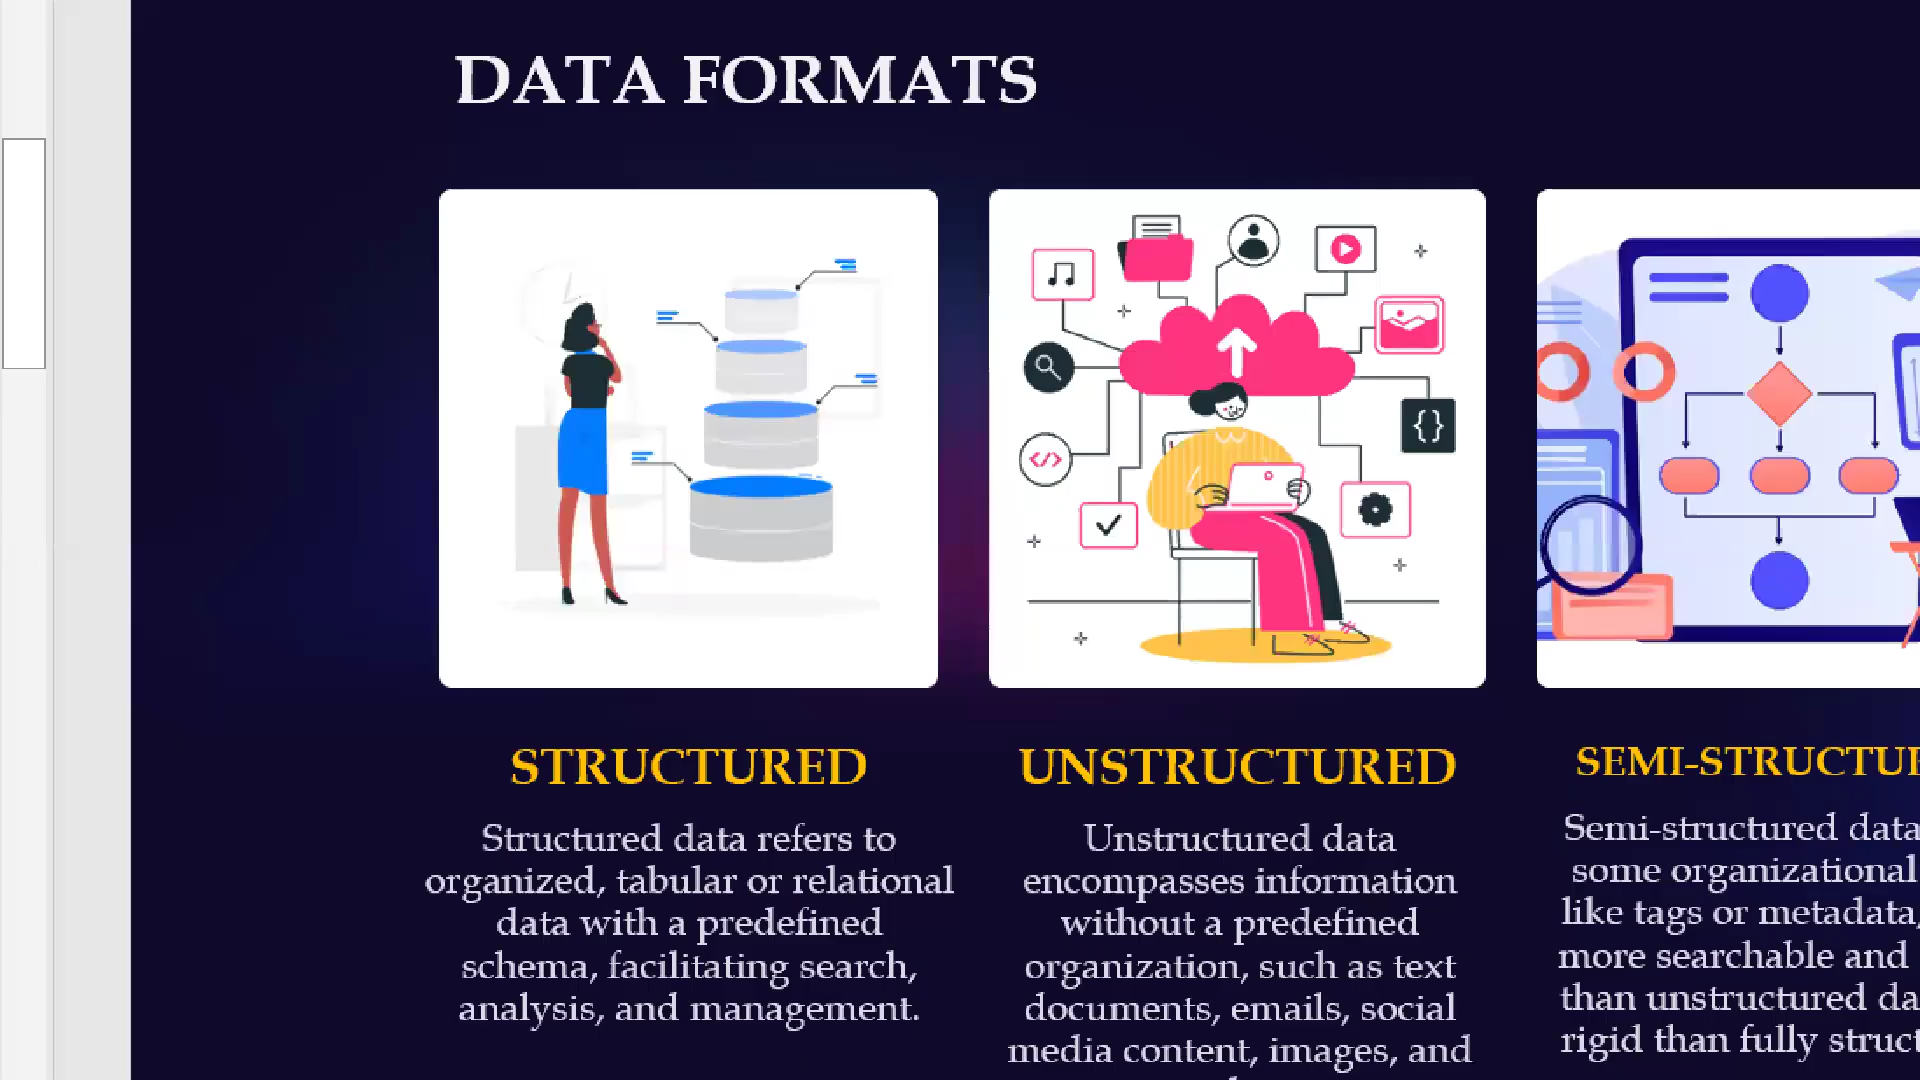 DATA FORMATS
STRUCTURED
Structured data refers to
organized, tabular or relational
data with a predefined
schema, facilitating search,
analysis, and management.
UNSTRUCTURED
Unstructured data
encompasses information
without a predefined
organization, such as text
documents, emails, social
media content, images, and
Semi-structured data
some organizational
like tags or metadata,
more searchable and
than unstructured
rigid than fully